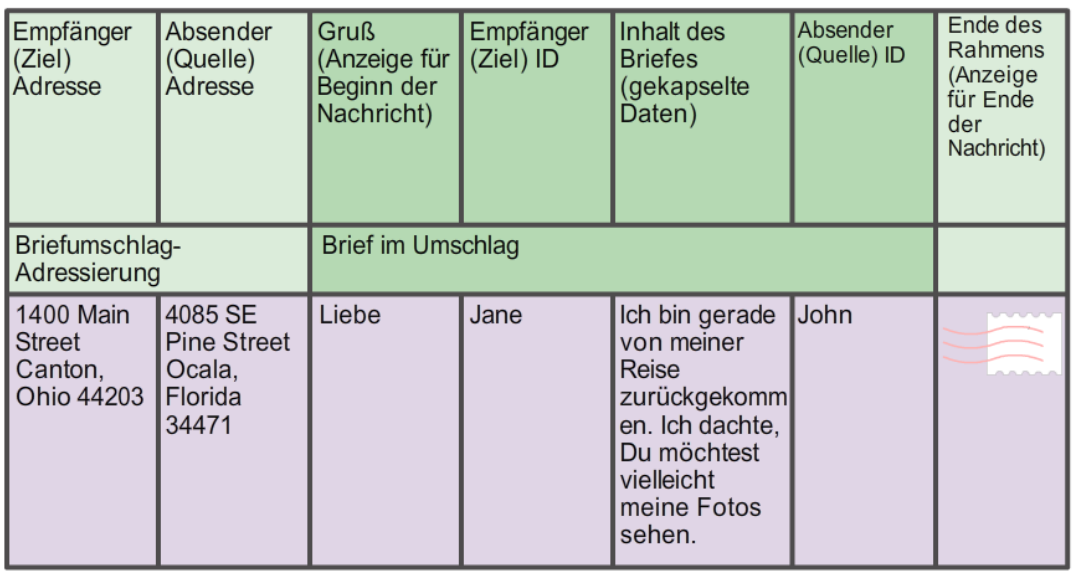 Empfänger
(Ziel)
Adresse
Absender
(Quelle)
Adresse
Gruß
(Anzeige für
Beginn der
Nachricht)
Empfänger
(Ziel) ID
Inhalt des
Briefes
(gekapselte
Daten)
Absender
(Quelle) ID
Ende des
Rahmens
(Anzeige
für Ende
der
Nachricht)
Briefumschlag-
Adressierung
Brief im Umschlag
1400 Main
Street
Canton,
Ohio 44203
4085 SE
Pine Street
Ocala,
Florida
34471
Liebe
Jane
Ich bin gerade
von meiner
Reise
zurückgekomm
en. Ich dachte,
Du möchtest
vielleicht
meine Fotos
sehen.
John